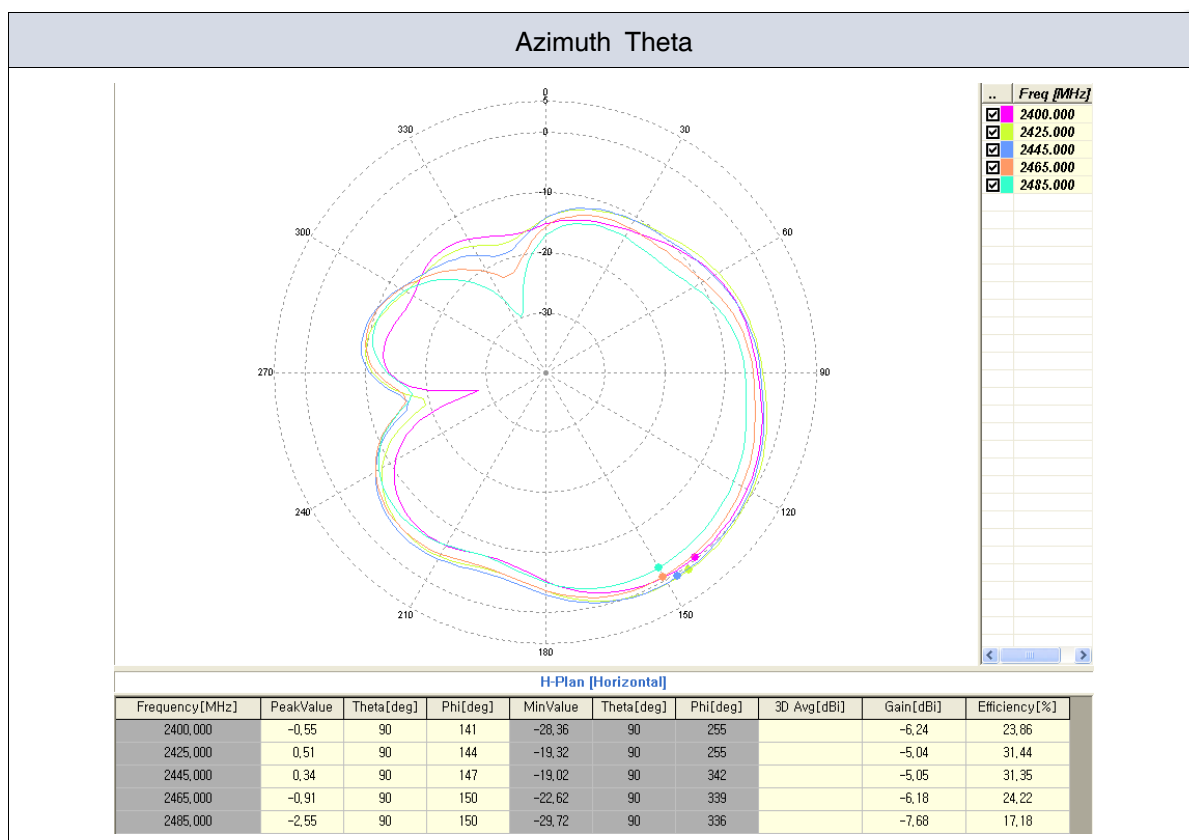 Azimuth Theta
0
5
0
-10
-20
-30
30
60
90
120
150
180
210
240
270
300
330
.. Freq [MHz]
2400.000
2425.000
2445.000
2465.000
2485.000
H-Plan [Horizontal]
Frequency[MHz] PeakValue Theta[deg] Phi[deg] MinValue Theta[deg] Phi[deg] 3D Avg[dBi] Gain[dBi] Efficiency[%]
2400,000 -0,55 90 141 -28,36 90 255 -6,24 23,86
2425,000 0,51 90 144 -19,32 90 255 -5,04 31,44
2445,000 0,34 90 147 -19,02 90 342 -5,05 31,35
2465,000 -0,91 90 150 -22,62 90 339 -6,18 24,22
2485,000 -2,55 90 150 -29,72 90 336 -7,68 17,18